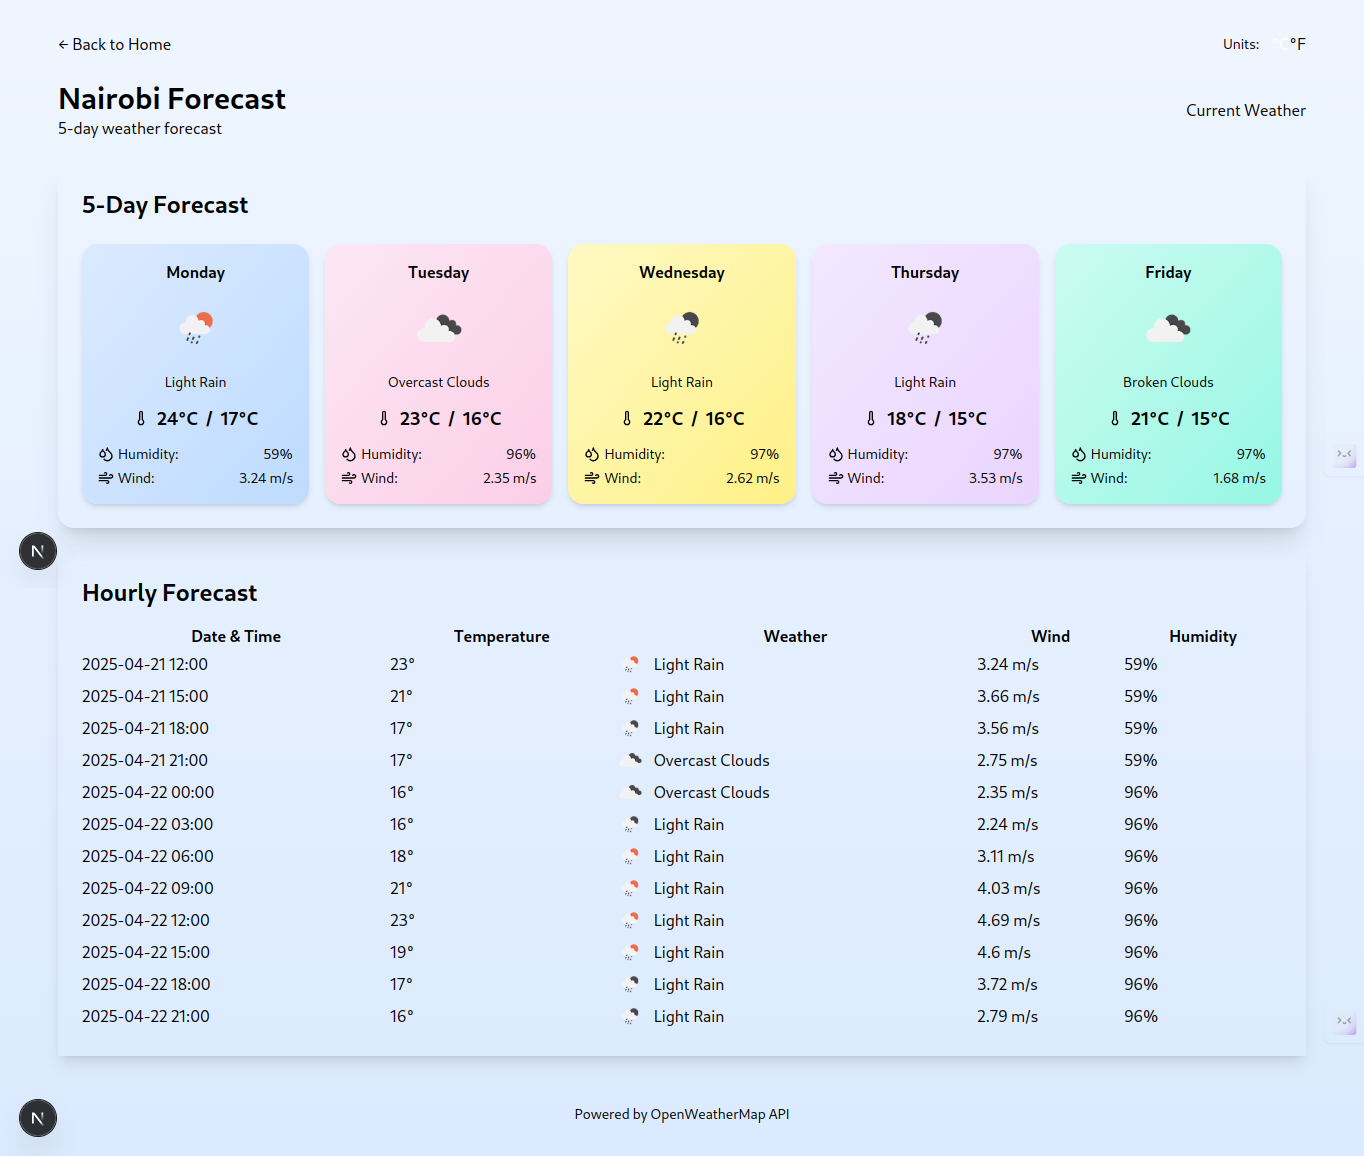 ← Back to Home
Units: °C °F
Nairobi Forecast
5-day weather forecast
Current Weather
5-Day Forecast
Monday Tuesday Wednesday Thursday Friday
Light Rain Overcast Clouds Light Rain Light Rain Broken Clouds
24°C / 17°C 23°C / 16°C 22°C / 16°C 18°C / 15°C 21°C / 15°C
Humidity: 59% Humidity: 96% Humidity: 97% Humidity: 97% Humidity: 97%
Wind: 3.24 m/s Wind: 2.35 m/s Wind: 2.62 m/s Wind: 3.53 m/s Wind: 1.68 m/s
N
Hourly Forecast
Date & Time Temperature Weather Wind Humidity
2025-04-21 12:00 23° Light Rain 3.24 m/s 59%
2025-04-21 15:00 21° Light Rain 3.66 m/s 59%
2025-04-21 18:00 17° Light Rain 3.56 m/s 59%
2025-04-21 21:00 17° Overcast Clouds 2.75 m/s 59%
2025-04-22 00:00 16° Overcast Clouds 2.35 m/s 96%
2025-04-22 03:00 16° Light Rain 2.24 m/s 96%
2025-04-22 06:00 18° Light Rain 3.11 m/s 96%
2025-04-22 09:00 21° Light Rain 4.03 m/s 96%
2025-04-22 12:00 23° Light Rain 4.69 m/s 96%
2025-04-22 15:00 19° Light Rain 4.6 m/s 96%
2025-04-22 18:00 17° Light Rain 3.72 m/s 96%
2025-04-22 21:00 16° Light Rain 2.79 m/s 96%
N
Powered by OpenWeatherMap API